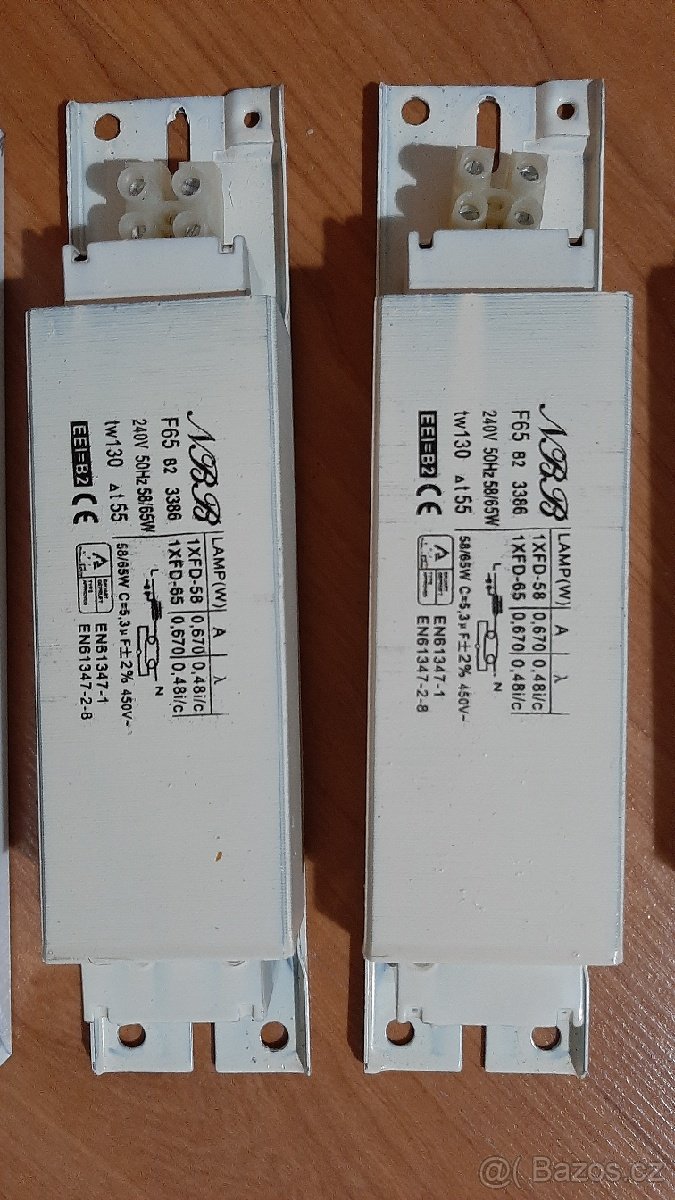 NBB
F65 B2 3386
240V 50Hz 58/65W
tw130 Δt55
EEI=B2 CE
LAMP(W) A λ
1XFD-58 0,670 0,48i/c
1XFD-65 0,670 0,48i/c
L N
58/65W C=5,3µF±2% 450V~
EN61347-1
EN61347-2-8
NBB
F65 B2 3386
240V 50Hz 58/65W
tw130 Δt55
EEI=B2 CE
LAMP(W) A λ
1XFD-58 0,670 0,48i/c
1XFD-65 0,670 0,48i/c
L N
58/65W C=5,3µF±2% 450V~
EN61347-1
EN61347-2-8
@( Bazos.cz